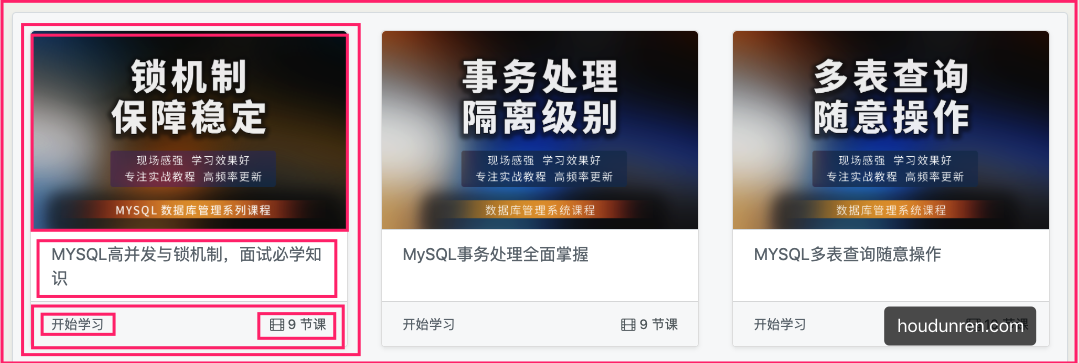 锁机制
保障稳定
现场感强 学习效果好
专注实战教程 高频率更新
MYSQL 数据库管理系列课程
MYSQL高并发与锁机制，面试必学知
识
开始学习
9 节课
事务处理
隔离级别
现场感强 学习效果好
专注实战教程 高频率更新
数据库管理系统课程
MySQL事务处理全面掌握
开始学习
9 节课
多表查询
随意操作
现场感强 学习效果好
专注实战教程 高频率更新
数据库管理系统课程
MYSQL多表查询随意操作
开始学习
houdunren.com